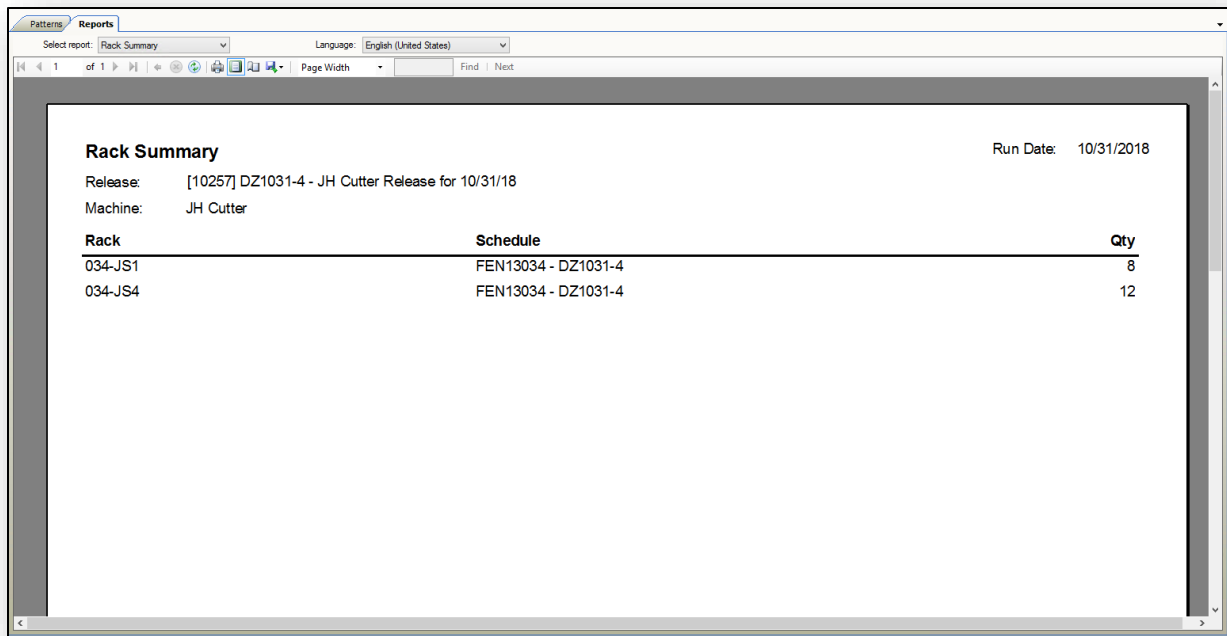 Patterns Reports
Select report: Rack Summary Language: English (United States)
1 of 1 Page Width Find | Next
Rack Summary Run Date: 10/31/2018
Release: [10257] DZ1031-4 - JH Cutter Release for 10/31/18
Machine: JH Cutter
Rack Schedule Qty
034-JS1 FEN13034 - DZ1031-4 8
034-JS4 FEN13034 - DZ1031-4 12